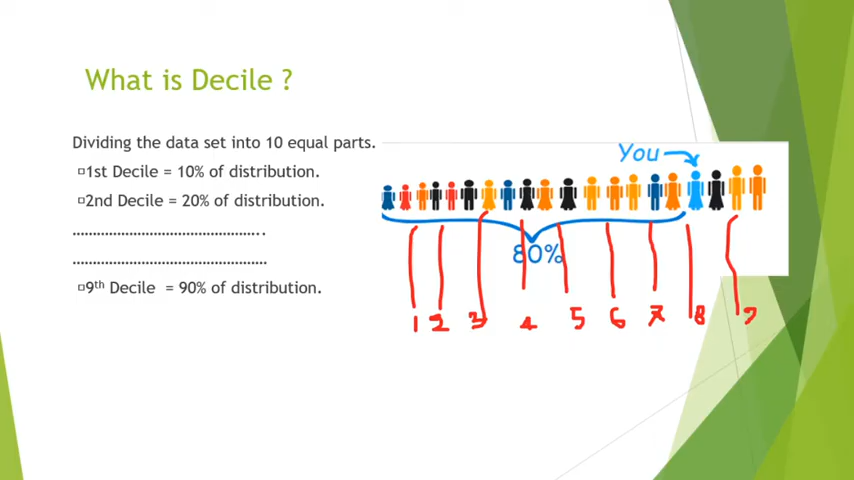 What is Decile ?
Dividing the data set into 10 equal parts.
1st Decile = 10% of distribution.
2nd Decile = 20% of distribution.
…………………………………..
…………………………………………
9th Decile = 90% of distribution.
You
80%
1 2 3 4 5 6 7 8 9